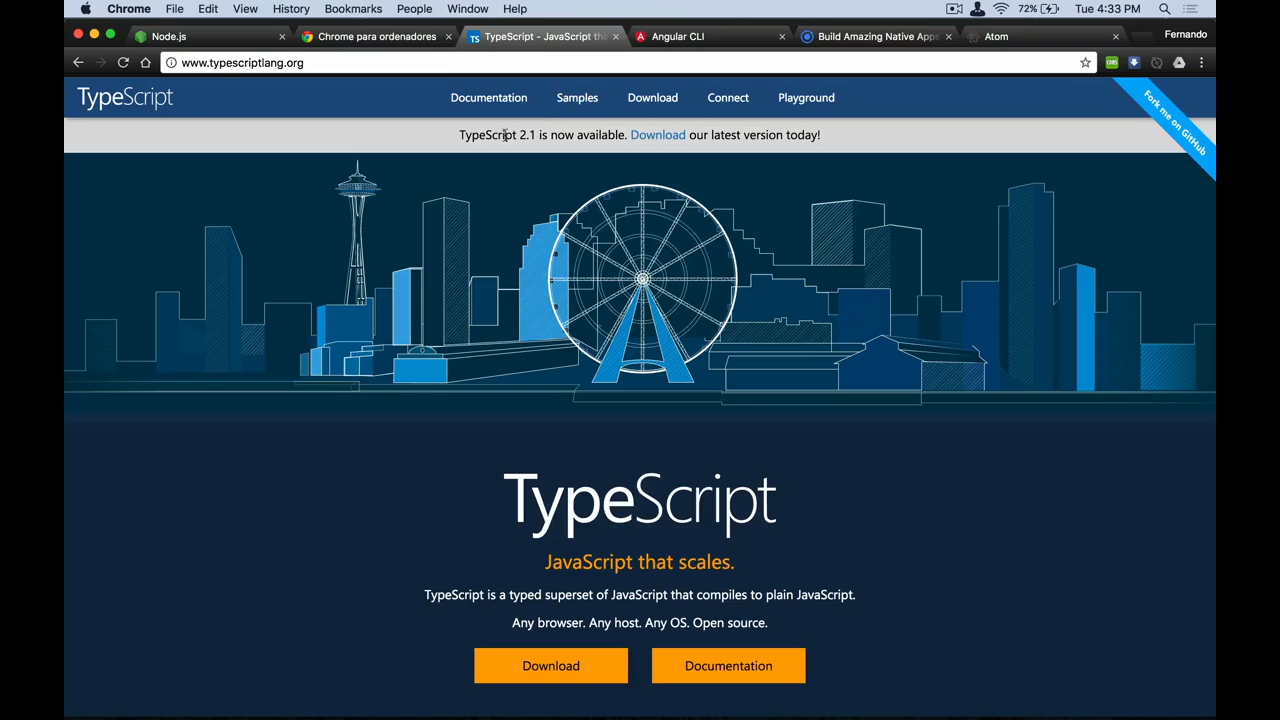 Chrome File Edit View History Bookmarks People Window Help 72% Tue 4:33 PM
Node.js Chrome para ordenadores TypeScript - JavaScript th Angular CLI Build Amazing Native Apps Atom Fernando
www.typescriptlang.org
TypeScript Documentation Samples Download Connect Playground
Fork me on GitHub
TypeScript 2.1 is now available. Download our latest version today!
TypeScript
JavaScript that scales.
TypeScript is a typed superset of JavaScript that compiles to plain JavaScript.
Any browser. Any host. Any OS. Open source.
Download Documentation